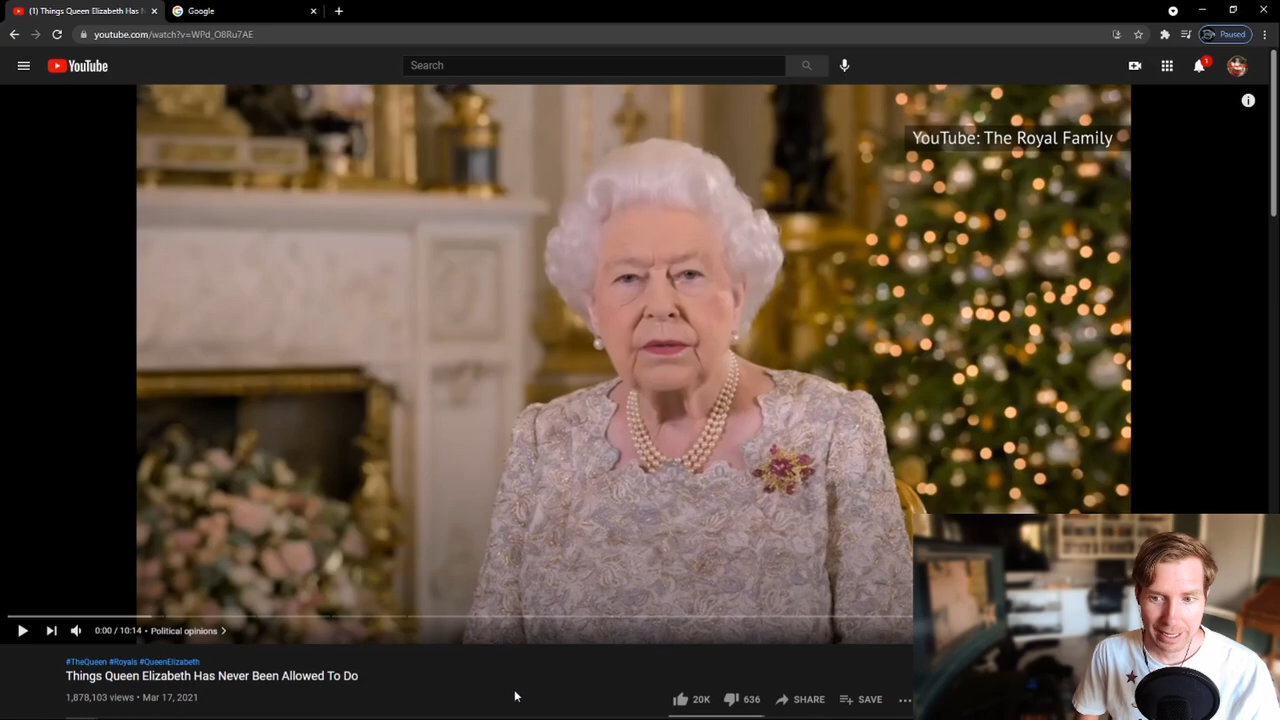 (1) Things Queen Elizabeth Has N
Google
youtube.com/watch?v=WPd_O8Ru7AE
Paused
YouTube
Search
1
YouTube: The Royal Family
0:00 / 10:14 • Political opinions
#TheQueen #Royals #QueenElizabeth
Things Queen Elizabeth Has Never Been Allowed To Do
1,878,103 views • Mar 17, 2021
20K
636
SHARE
SAVE